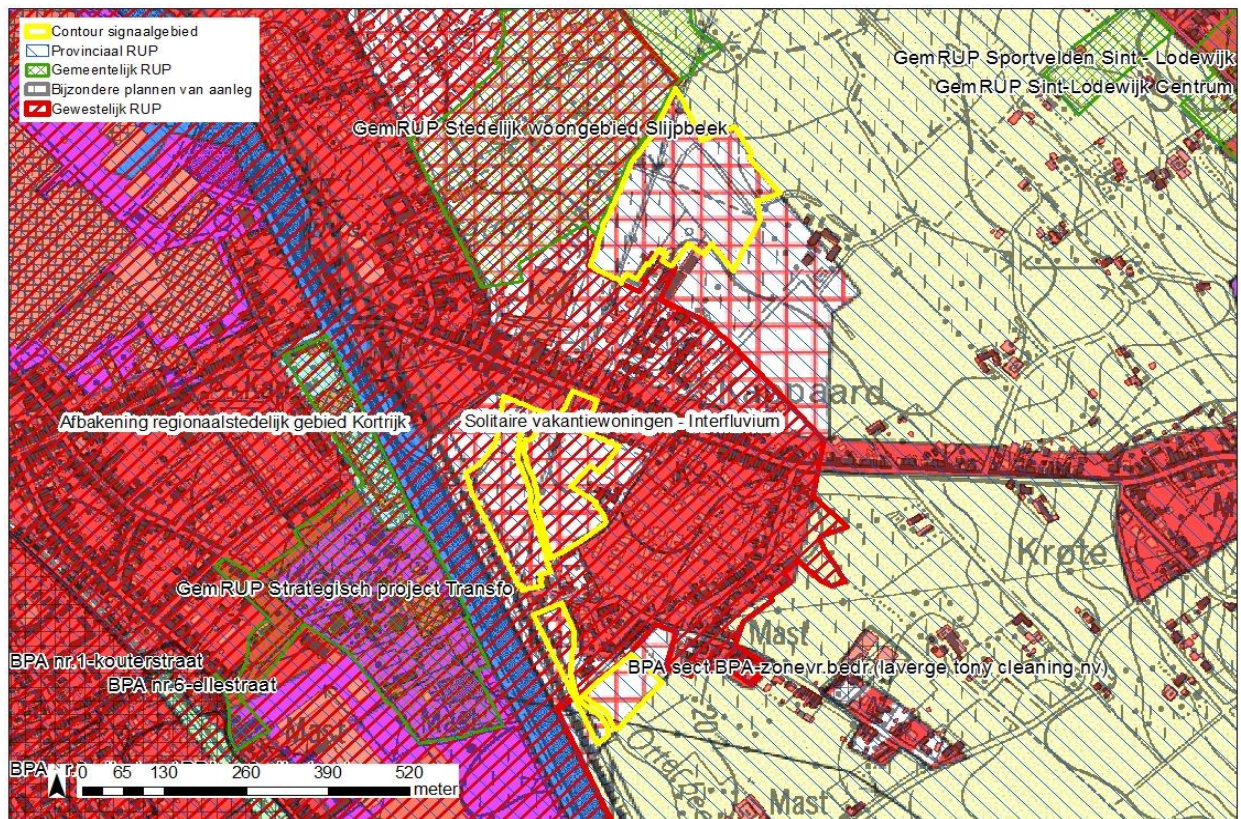 Contour signaalgebied
Provinciaal RUP
Gemeentelijk RUP
Bijzondere plannen van aanleg
Gewestelijk RUP
GemRUP Sportvelden Sint - Lodewijk
GemRUP Sint-Lodewijk Centrum
GemRUP Stedelijk woongebied Slijpbeek
Afbakening regionaalstedelijk gebied Kortrijk
Solitaire vakantiewoningen - Interfluvium
Krote
GemRUP Strategisch project Transfo
Mast
BPA nr.1-kouterstraat
BPA sect.BPA-zonevr.bedr.(laverge,tony cleaning nv)
BPA nr.6-ellestraat
Mast
20
0 65 130 260 390 520
meter
Mast